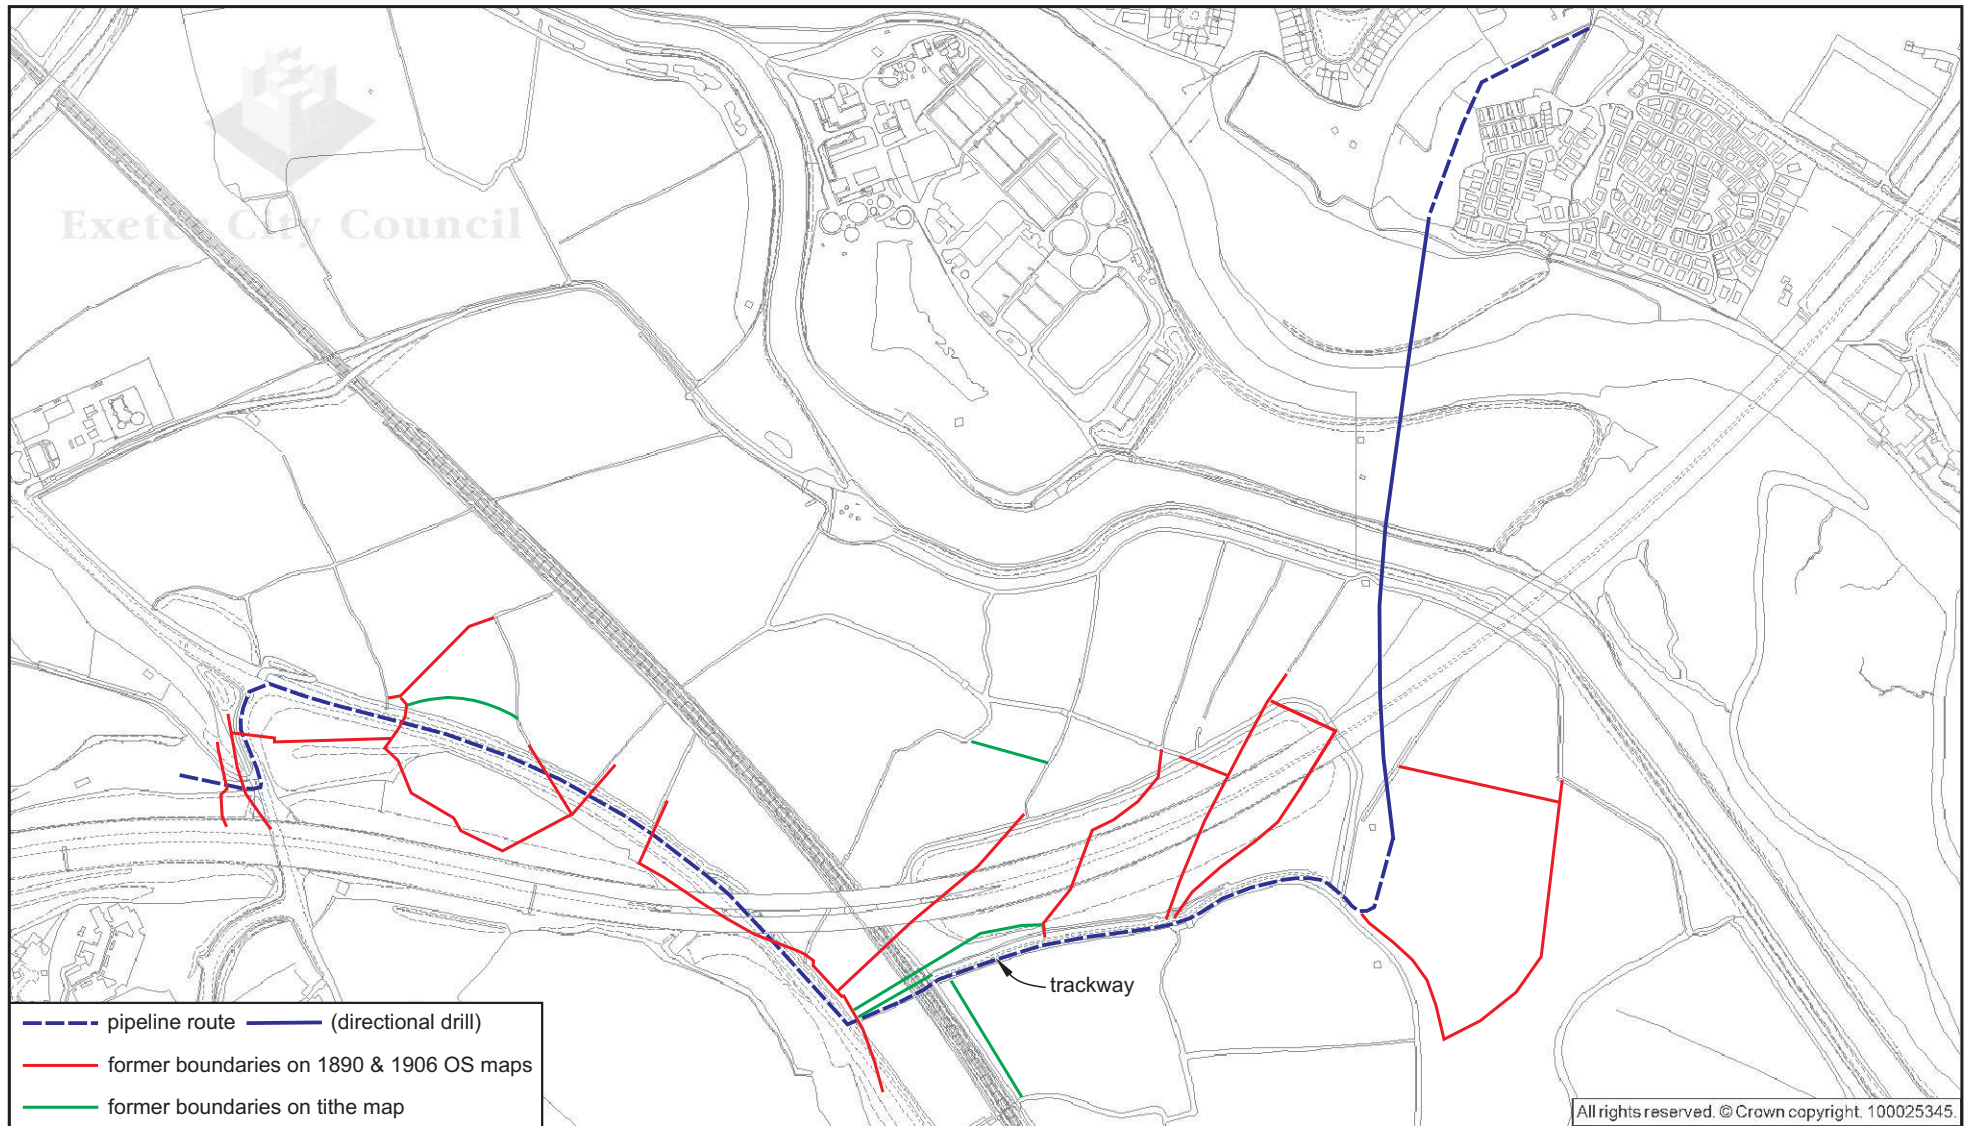 Exeter City Council
trackway
pipeline route (directional drill)
former boundaries on 1890 & 1906 OS maps
former boundaries on tithe map
All rights reserved. © Crown copyright. 100025345.